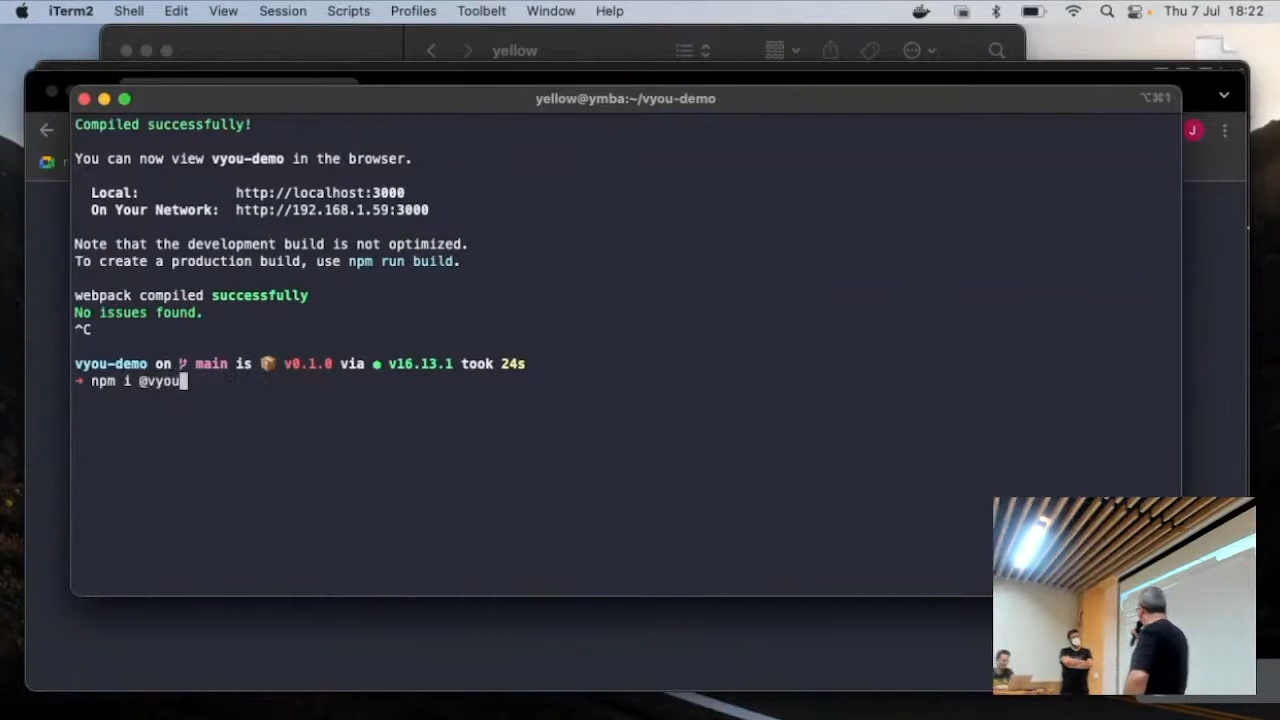 iTerm2 Shell Edit View Session Scripts Profiles Toolbelt Window Help Thu 7 Jul 18:22
yellow
yellow@ymba:~/vyou-demo ⌥⌘1
J
Compiled successfully!
You can now view vyou-demo in the browser.
Local: http://localhost:3000
On Your Network: http://192.168.1.59:3000
Note that the development build is not optimized.
To create a production build, use npm run build.
webpack compiled successfully
No issues found.
^C
vyou-demo on main is 📦 v0.1.0 via v16.13.1 took 24s
➜ npm i @vyou